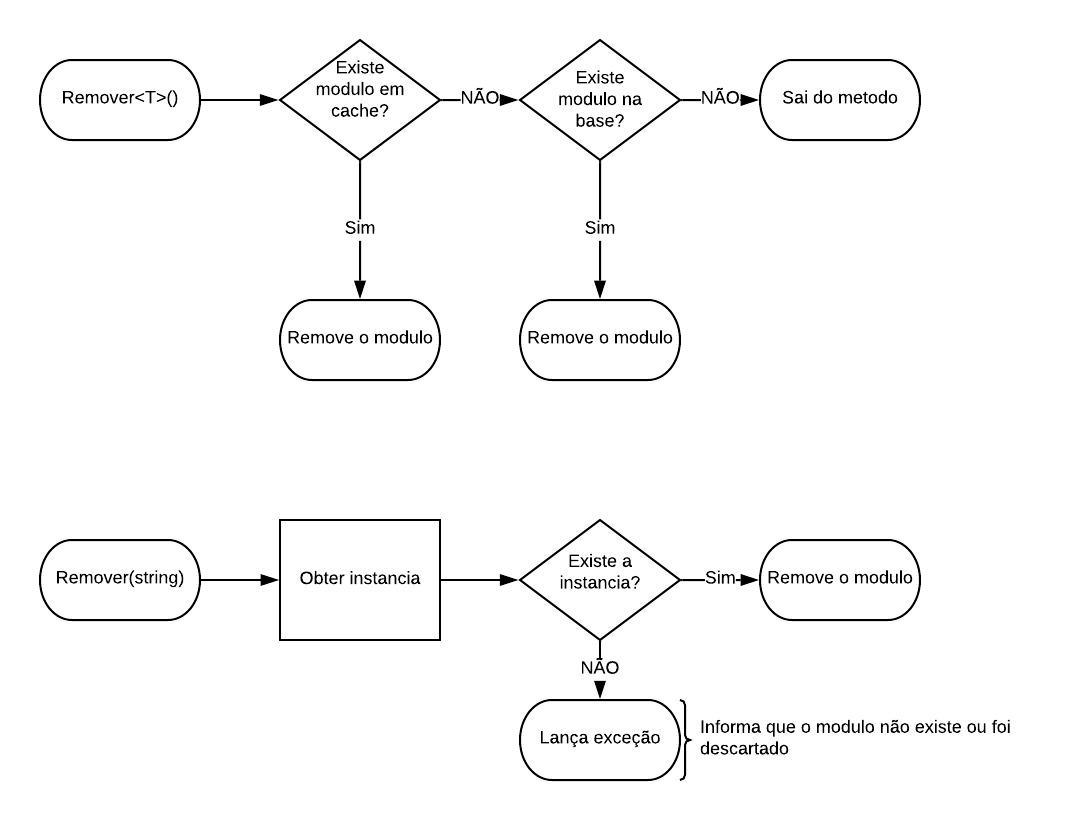 Remover<T>()
Existe
modulo em
cache?
NÃO
Existe
modulo na
base?
NÃO
Sai do metodo
Sim
Sim
Remove o modulo
Remove o modulo
Remover(string)
Obter instancia
Existe a
instancia?
Sim
Remove o modulo
NÃO
Lança exceção
Informa que o modulo não existe ou foi
descartado